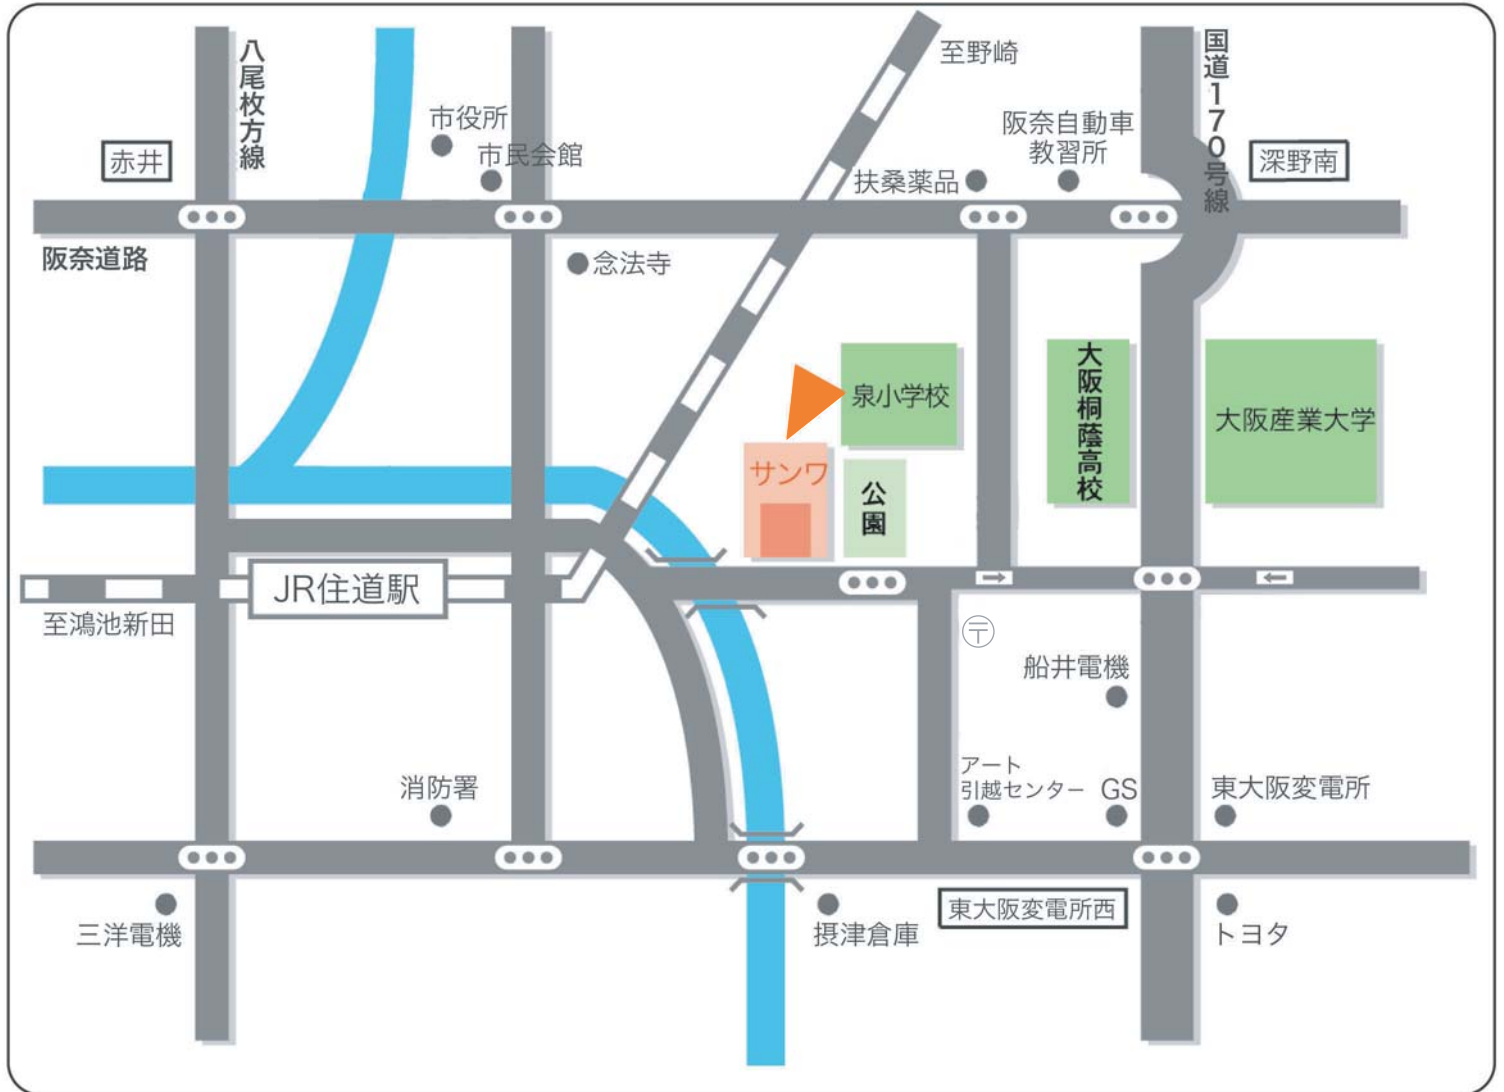 八尾枚方線
至野崎
国道170号線
市役所
市民会館
阪奈自動車
教習所
赤井
深野南
扶桑薬品
阪奈道路
念法寺
泉小学校
大阪桐蔭高校
大阪産業大学
サンワ
公園
JR住道駅
至鴻池新田
〒
船井電機
アート
引越センター
GS
消防署
東大阪変電所
三洋電機
摂津倉庫
東大阪変電所西
トヨタ